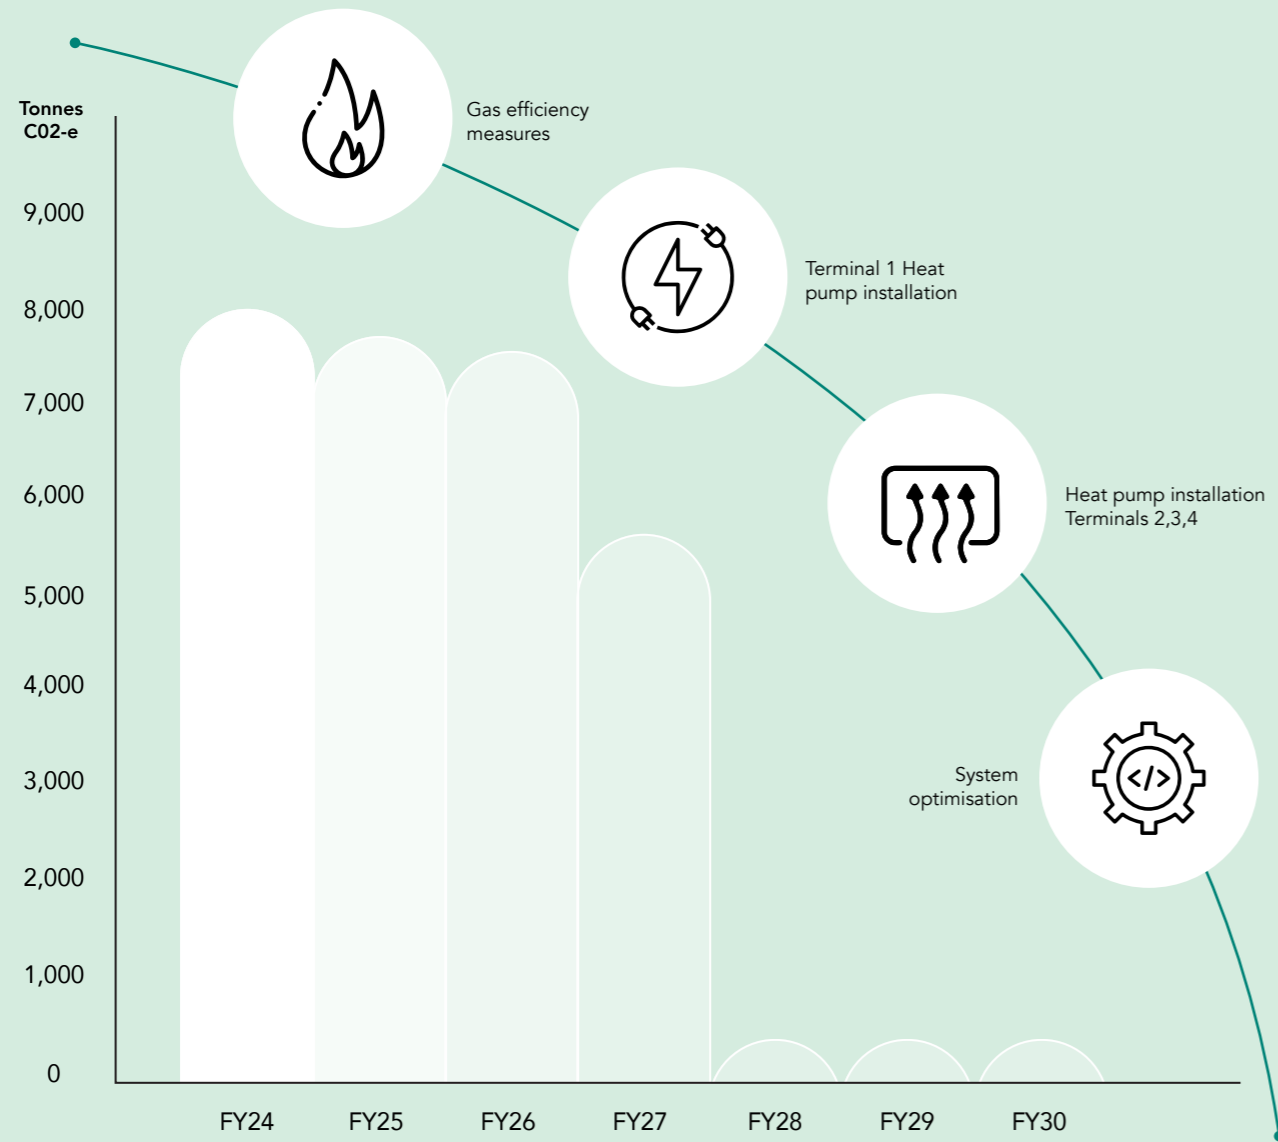 Tonnes
C02-e
9,000
8,000
7,000
6,000
5,000
4,000
3,000
2,000
1,000
0
Gas efficiency
measures
Terminal 1 Heat
pump installation
Heat pump installation
Terminals 2,3,4
System
optimisation
</>
FY24
FY25
FY26
FY27
FY28
FY29
FY30